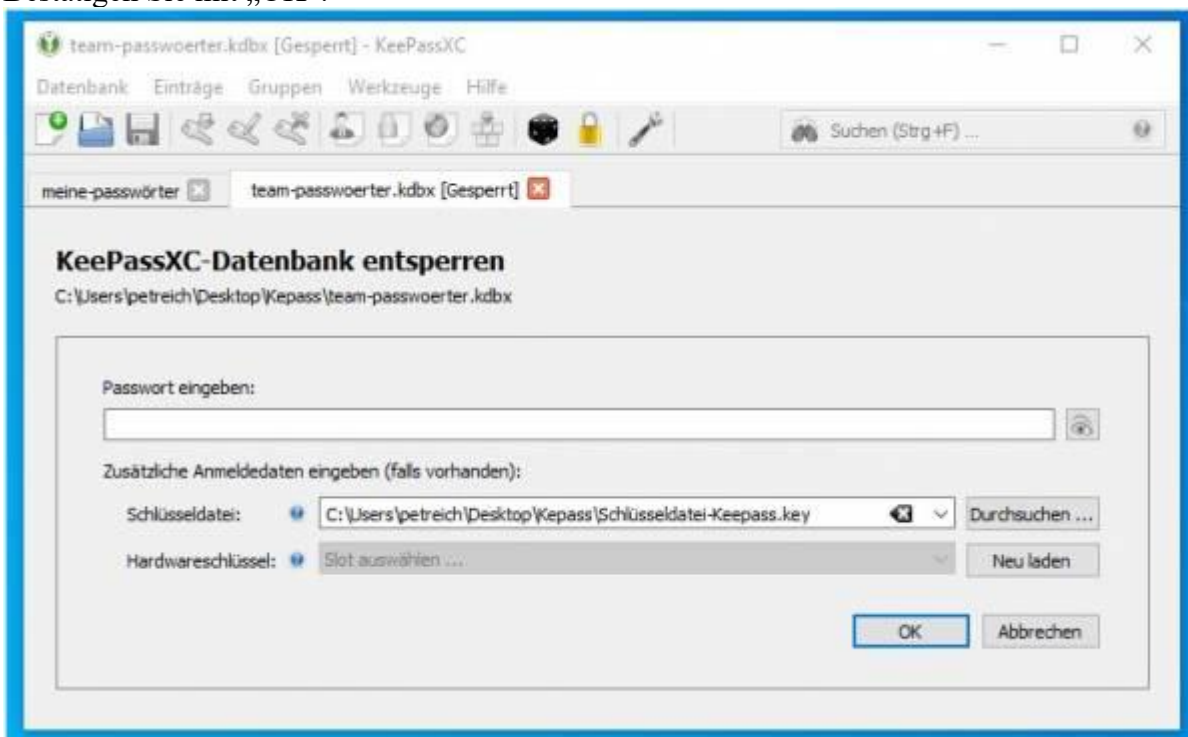 team-passwoerter.kdbx [Gesperrt] - KeePassXC
Datenbank Einträge Gruppen Werkzeuge Hilfe
Suchen (Strg+F) ...
meine-passwörter team-passwoerter.kdbx [Gesperrt]
KeePassXC-Datenbank entsperren
C:\Users\petreich\Desktop\Kepass\team-passwoerter.kdbx
Passwort eingeben:
Zusätzliche Anmeldedaten eingeben (falls vorhanden):
Schlüsseldatei: C:\Users\petreich\Desktop\Kepass\Schlüsseldatei-Keepass.key Durchsuchen ...
Hardwareschlüssel: Slot auswählen ... Neu laden
OK Abbrechen